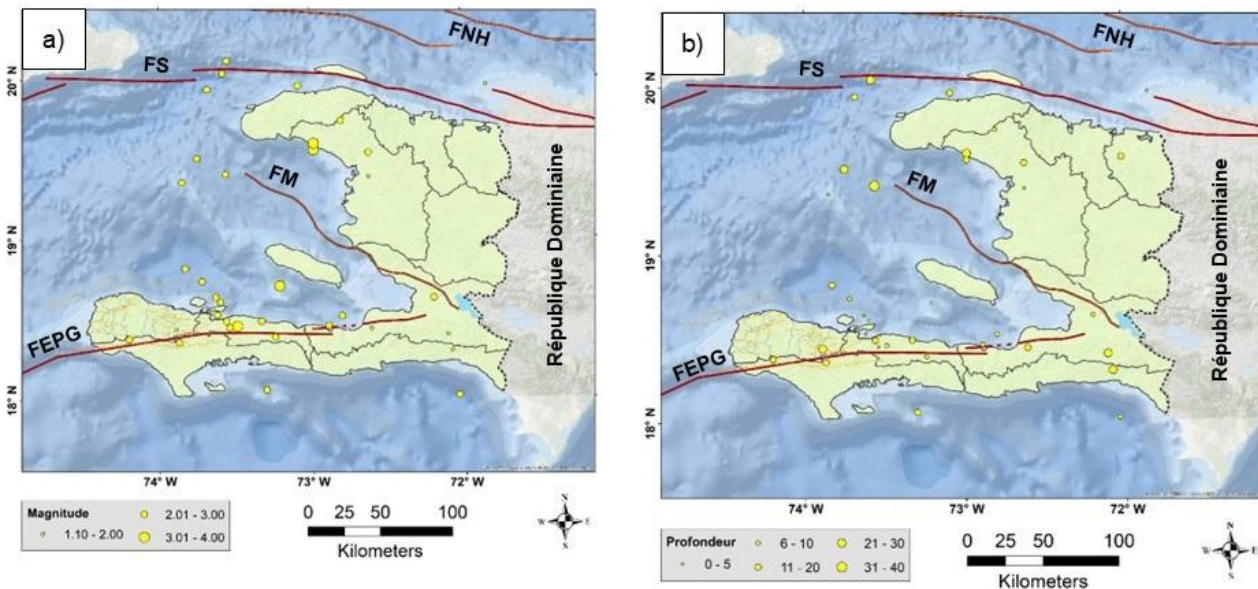 a)
FNH
FS
20° N
FM
19° N
République Dominiaine
FEPG
18° N
74° W
73° W
72° W
Magnitude
1.10 - 2.00
2.01 - 3.00
3.01 - 4.00
0 25 50 100
Kilometers
N
W E
S
b)
FNH
FS
20° N
FM
19° N
République Dominiaine
FEPG
18° N
74° W
73° W
72° W
Profondeur
0 - 5
6 - 10
11 - 20
21 - 30
31 - 40
0 25 50 100
Kilometers
N
W E
S